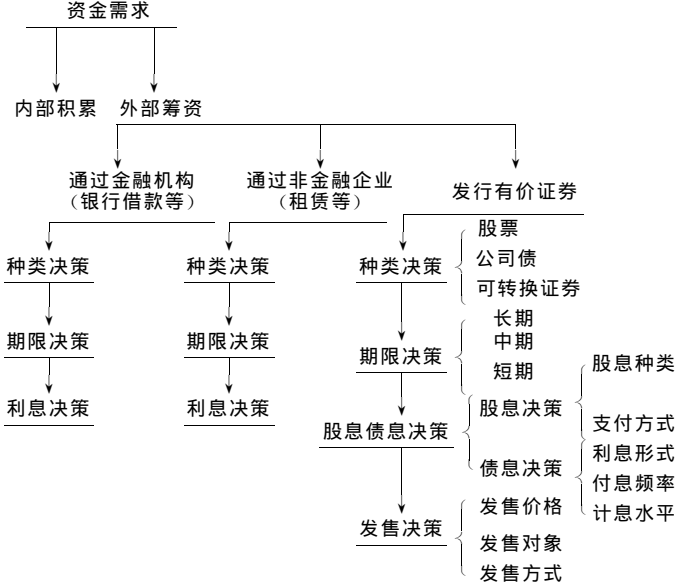 资金需求
内部积累
外部筹资
通过金融机构
(银行借款等)
通过非金融企业
(租赁等)
发行有价证券
种类决策
期限决策
利息决策
种类决策
期限决策
利息决策
种类决策
股票
公司债
可转换证券
期限决策
长期
中期
短期
股息债息决策
股息决策
股息种类
支付方式
债息决策
利息形式
付息频率
计息水平
发售决策
发售价格
发售对象
发售方式